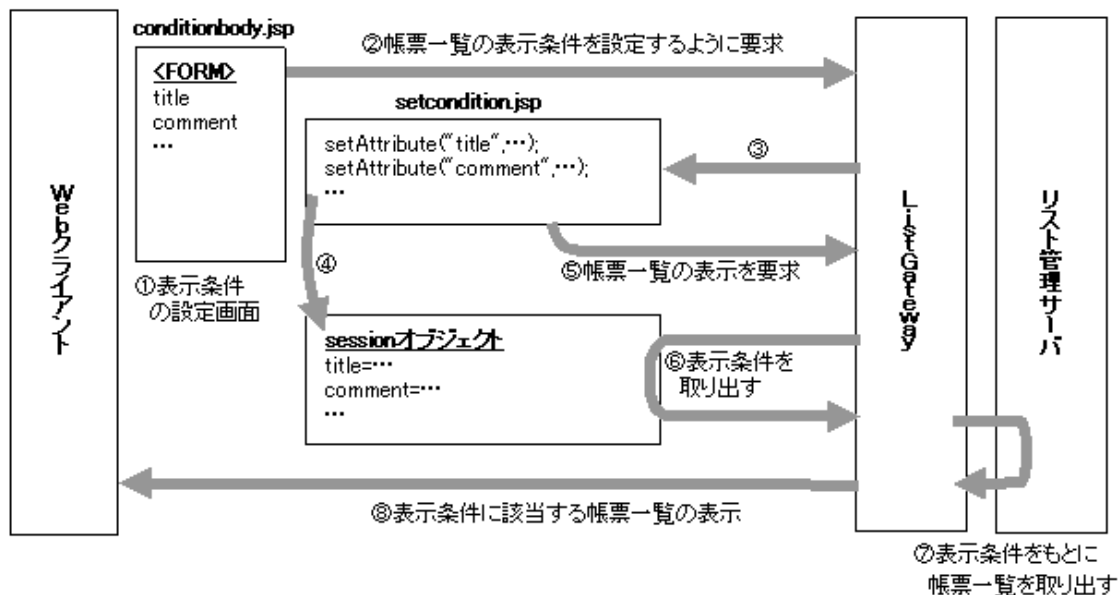 conditionbody.jsp
②帳票一覧の表示条件を設定するように要求
<FORM>
title
comment
…
setcondition.jsp
setAttribute("title",…);
setAttribute("comment",…);
…
③
Webクライアント
ListGateway
リスト管理サーバ
④
⑤帳票一覧の表示を要求
①表示条件
の設定画面
sessionオブジェクト
title=…
comment=…
…
⑥表示条件を
取り出す
⑧表示条件に該当する帳票一覧の表示
⑦表示条件をもとに
帳票一覧を取り出す